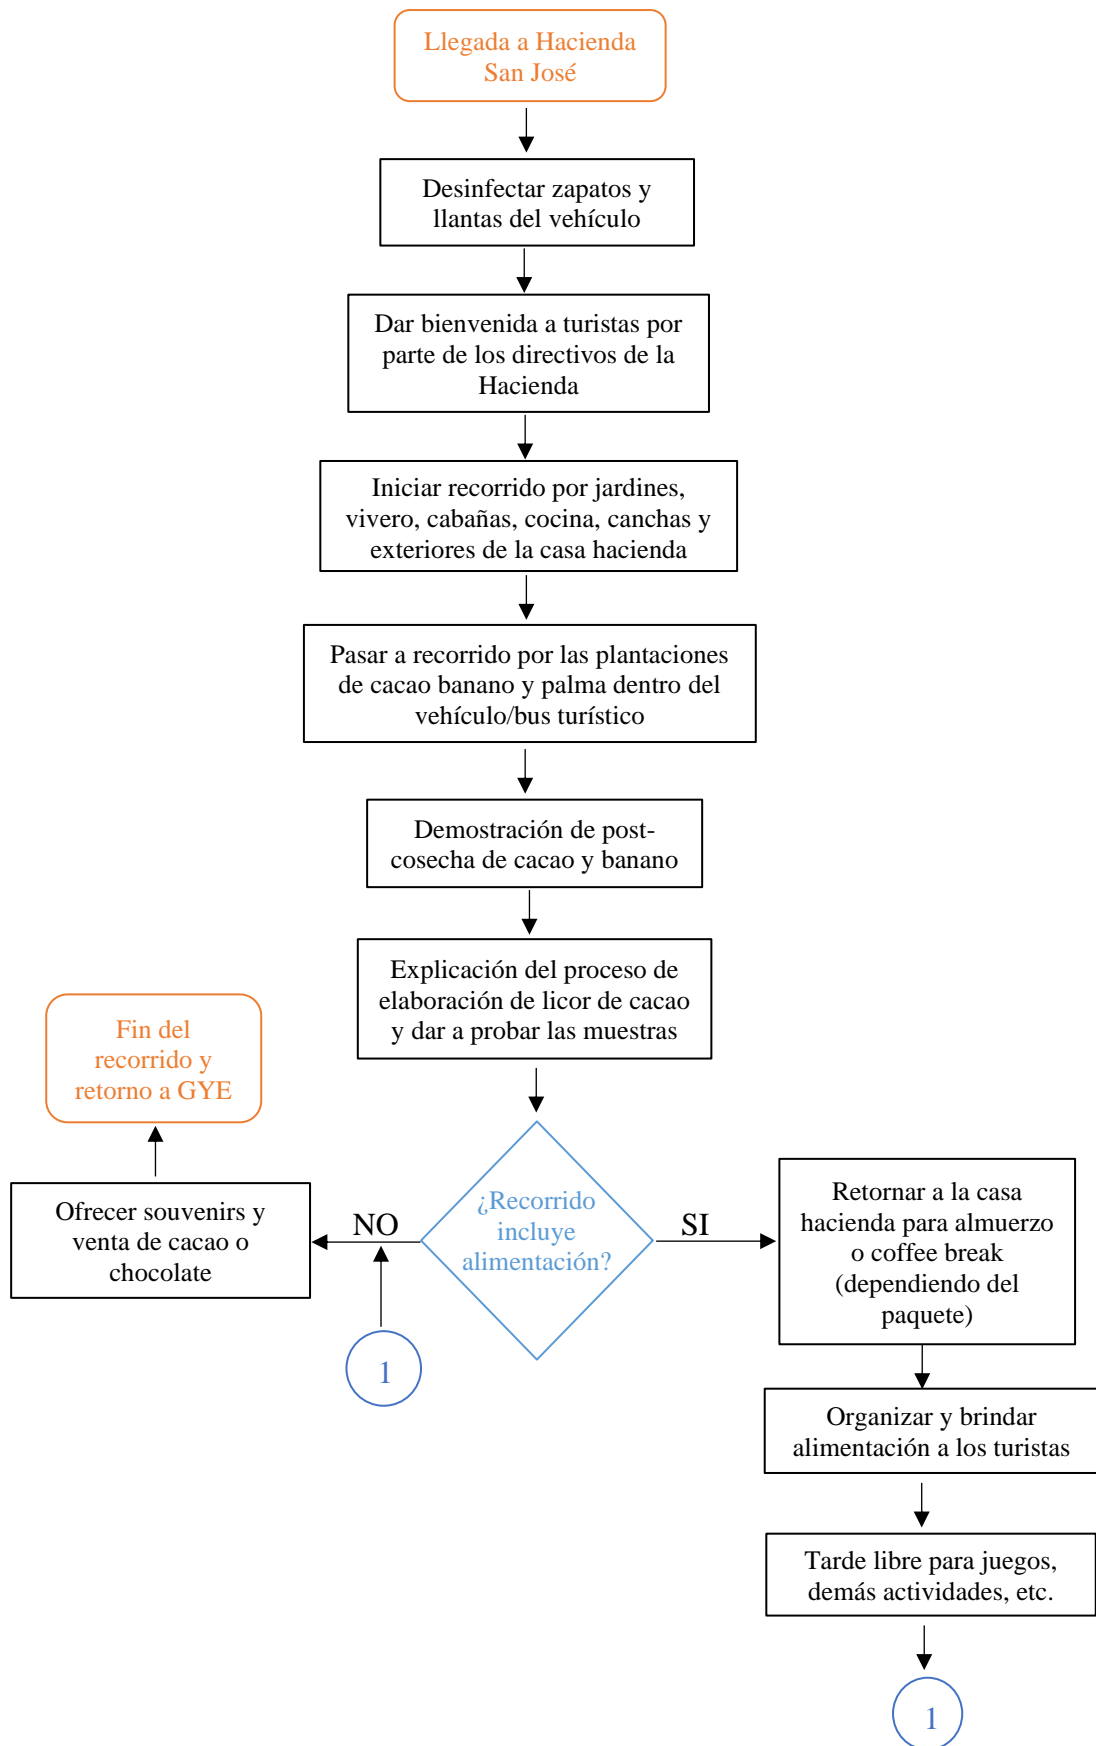 Llegada a Hacienda
San José
Desinfectar zapatos y
llantas del vehículo
Dar bienvenida a turistas por
parte de los directivos de la
Hacienda
Iniciar recorrido por jardines,
vivero, cabañas, cocina, canchas y
exteriores de la casa hacienda
Pasar a recorrido por las plantaciones
de cacao banano y palma dentro del
vehículo/bus turístico
Demostración de post-
cosecha de cacao y banano
Explicación del proceso de
elaboración de licor de cacao
y dar a probar las muestras
¿Recorrido
incluye
alimentación?
NO
Ofrecer souvenirs y
venta de cacao o
chocolate
Fin del
recorrido y
retorno a GYE
1
SI
Retornar a la casa
hacienda para almuerzo
o coffee break
(dependiendo del
paquete)
Organizar y brindar
alimentación a los turistas
Tarde libre para juegos,
demás actividades, etc.
1